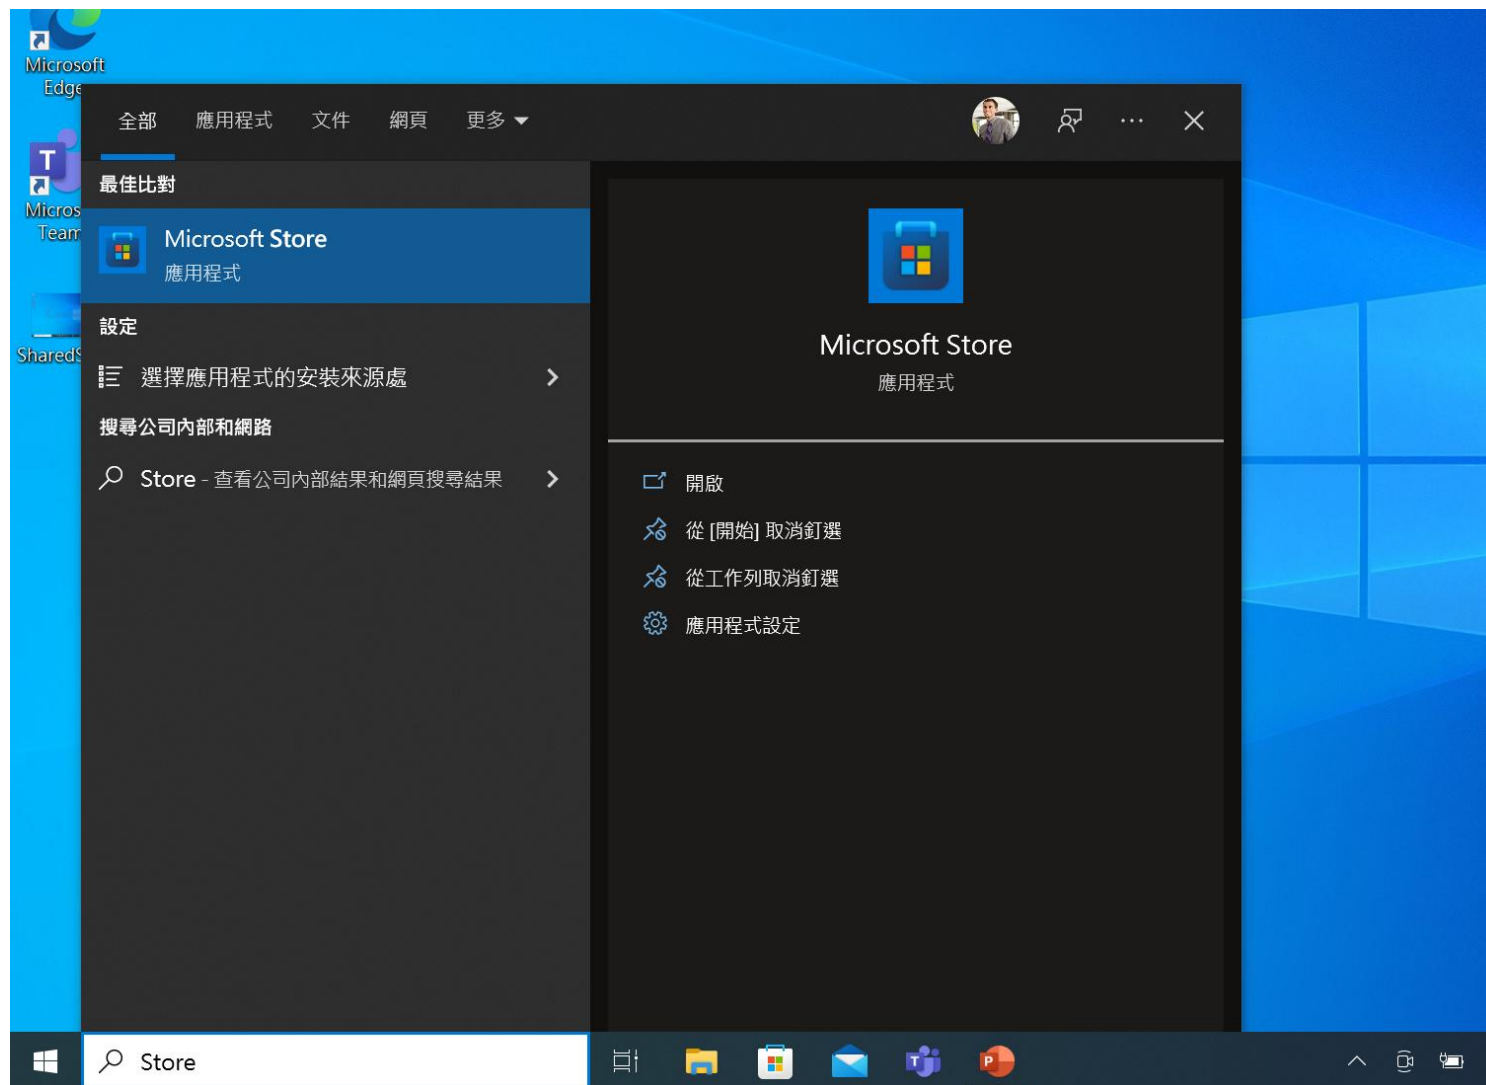 Microsoft
Edge
Team
全部 應用程式 文件 網頁 更多
最佳比對
Microsoft Store
應用程式
設定
選擇應用程式的安裝來源處
搜尋公司內部和網路
Store - 查看公司內部結果和網頁搜尋結果
Microsoft Store
應用程式
開啟
從 [開始] 取消釘選
從工作列取消釘選
應用程式設定
Store